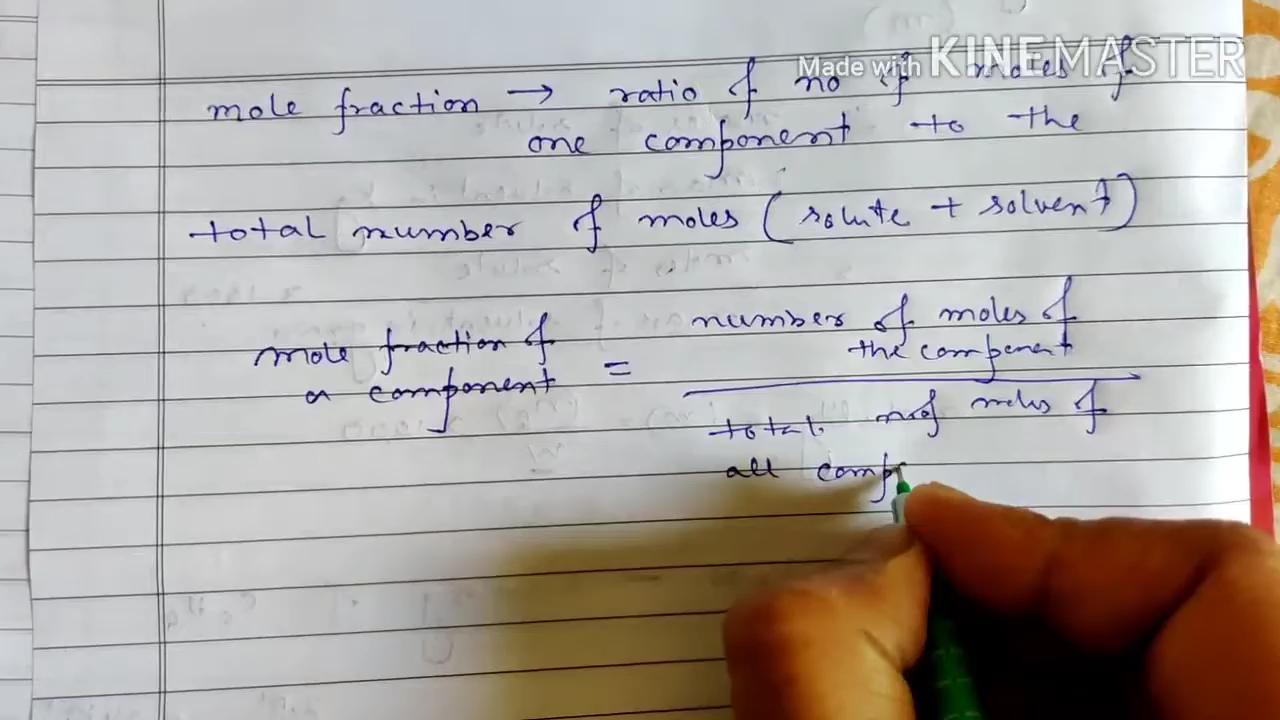 Made with KINEMASTER
mole fraction → ratio of no of moles of
one component to the
total number of moles (solute + solvent)
number of moles of
the component
mole fraction of
a component =
total no of moles of
all comp